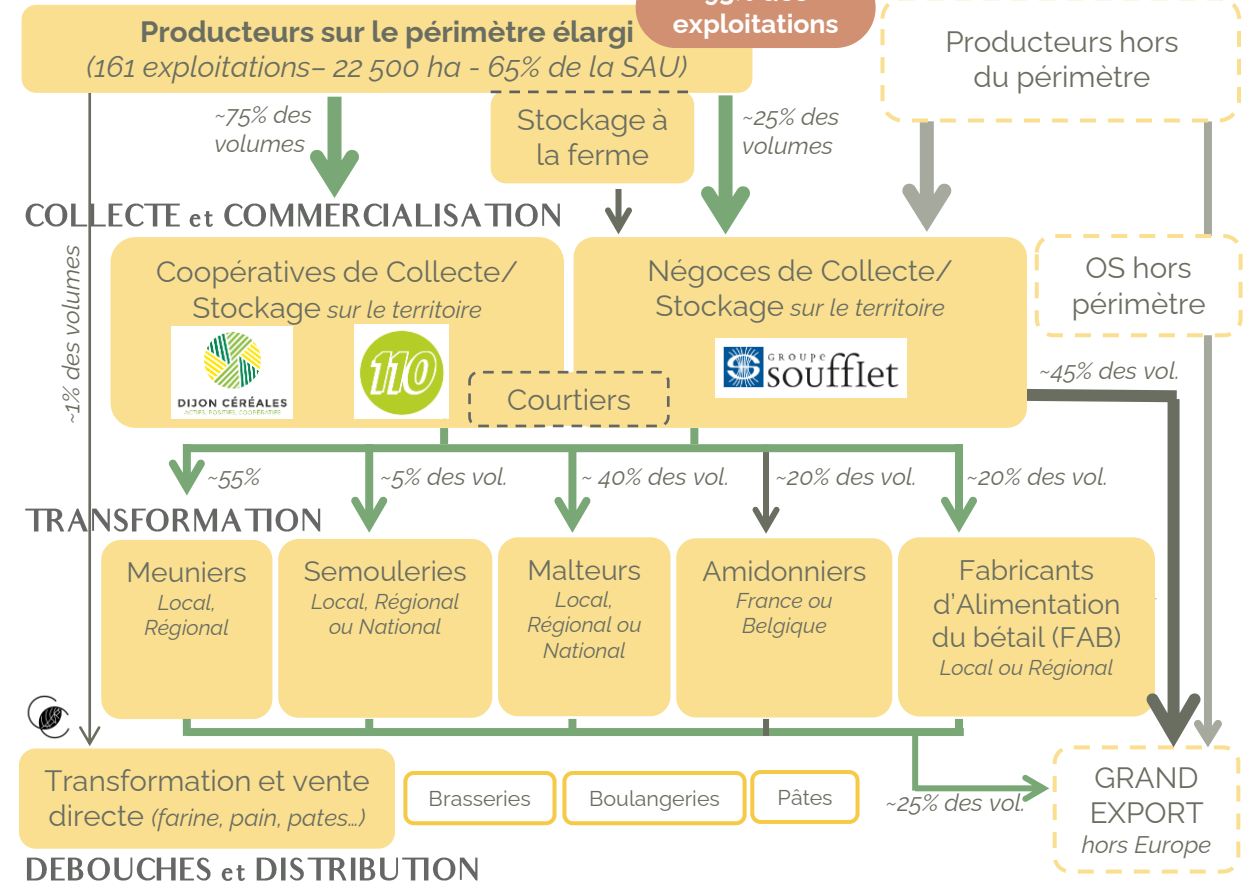 exploitations
Producteurs sur le périmètre élargi
(161 exploitations– 22 500 ha - 65% de la SAU)
Producteurs hors
du périmètre
~75% des
volumes
Stockage à
la ferme
~25% des
volumes
COLLECTE et COMMERCIALISATION
~1% des volumes
Coopératives de Collecte/
Stockage sur le territoire
DIJON CÉRÉALES
ACTIFS, POSITIFS, COOPÉRATIFS
110
Négoces de Collecte/
Stockage sur le territoire
GROUPE
soufflet
OS hors
périmètre
Courtiers
~45% des vol.
~55%
~5% des vol.
~ 40% des vol.
~20% des vol.
~20% des vol.
TRANSFORMATION
Meuniers
Local,
Régional
Semouleries
Local, Régional
ou National
Malteurs
Local,
Régional ou
National
Amidonniers
France ou
Belgique
Fabricants
d'Alimentation
du bétail (FAB)
Local ou Régional
Transformation et vente
directe (farine, pain, pates…)
Brasseries
Boulangeries
Pâtes
~25% des vol.
GRAND
EXPORT
hors Europe
DEBOUCHES et DISTRIBUTION